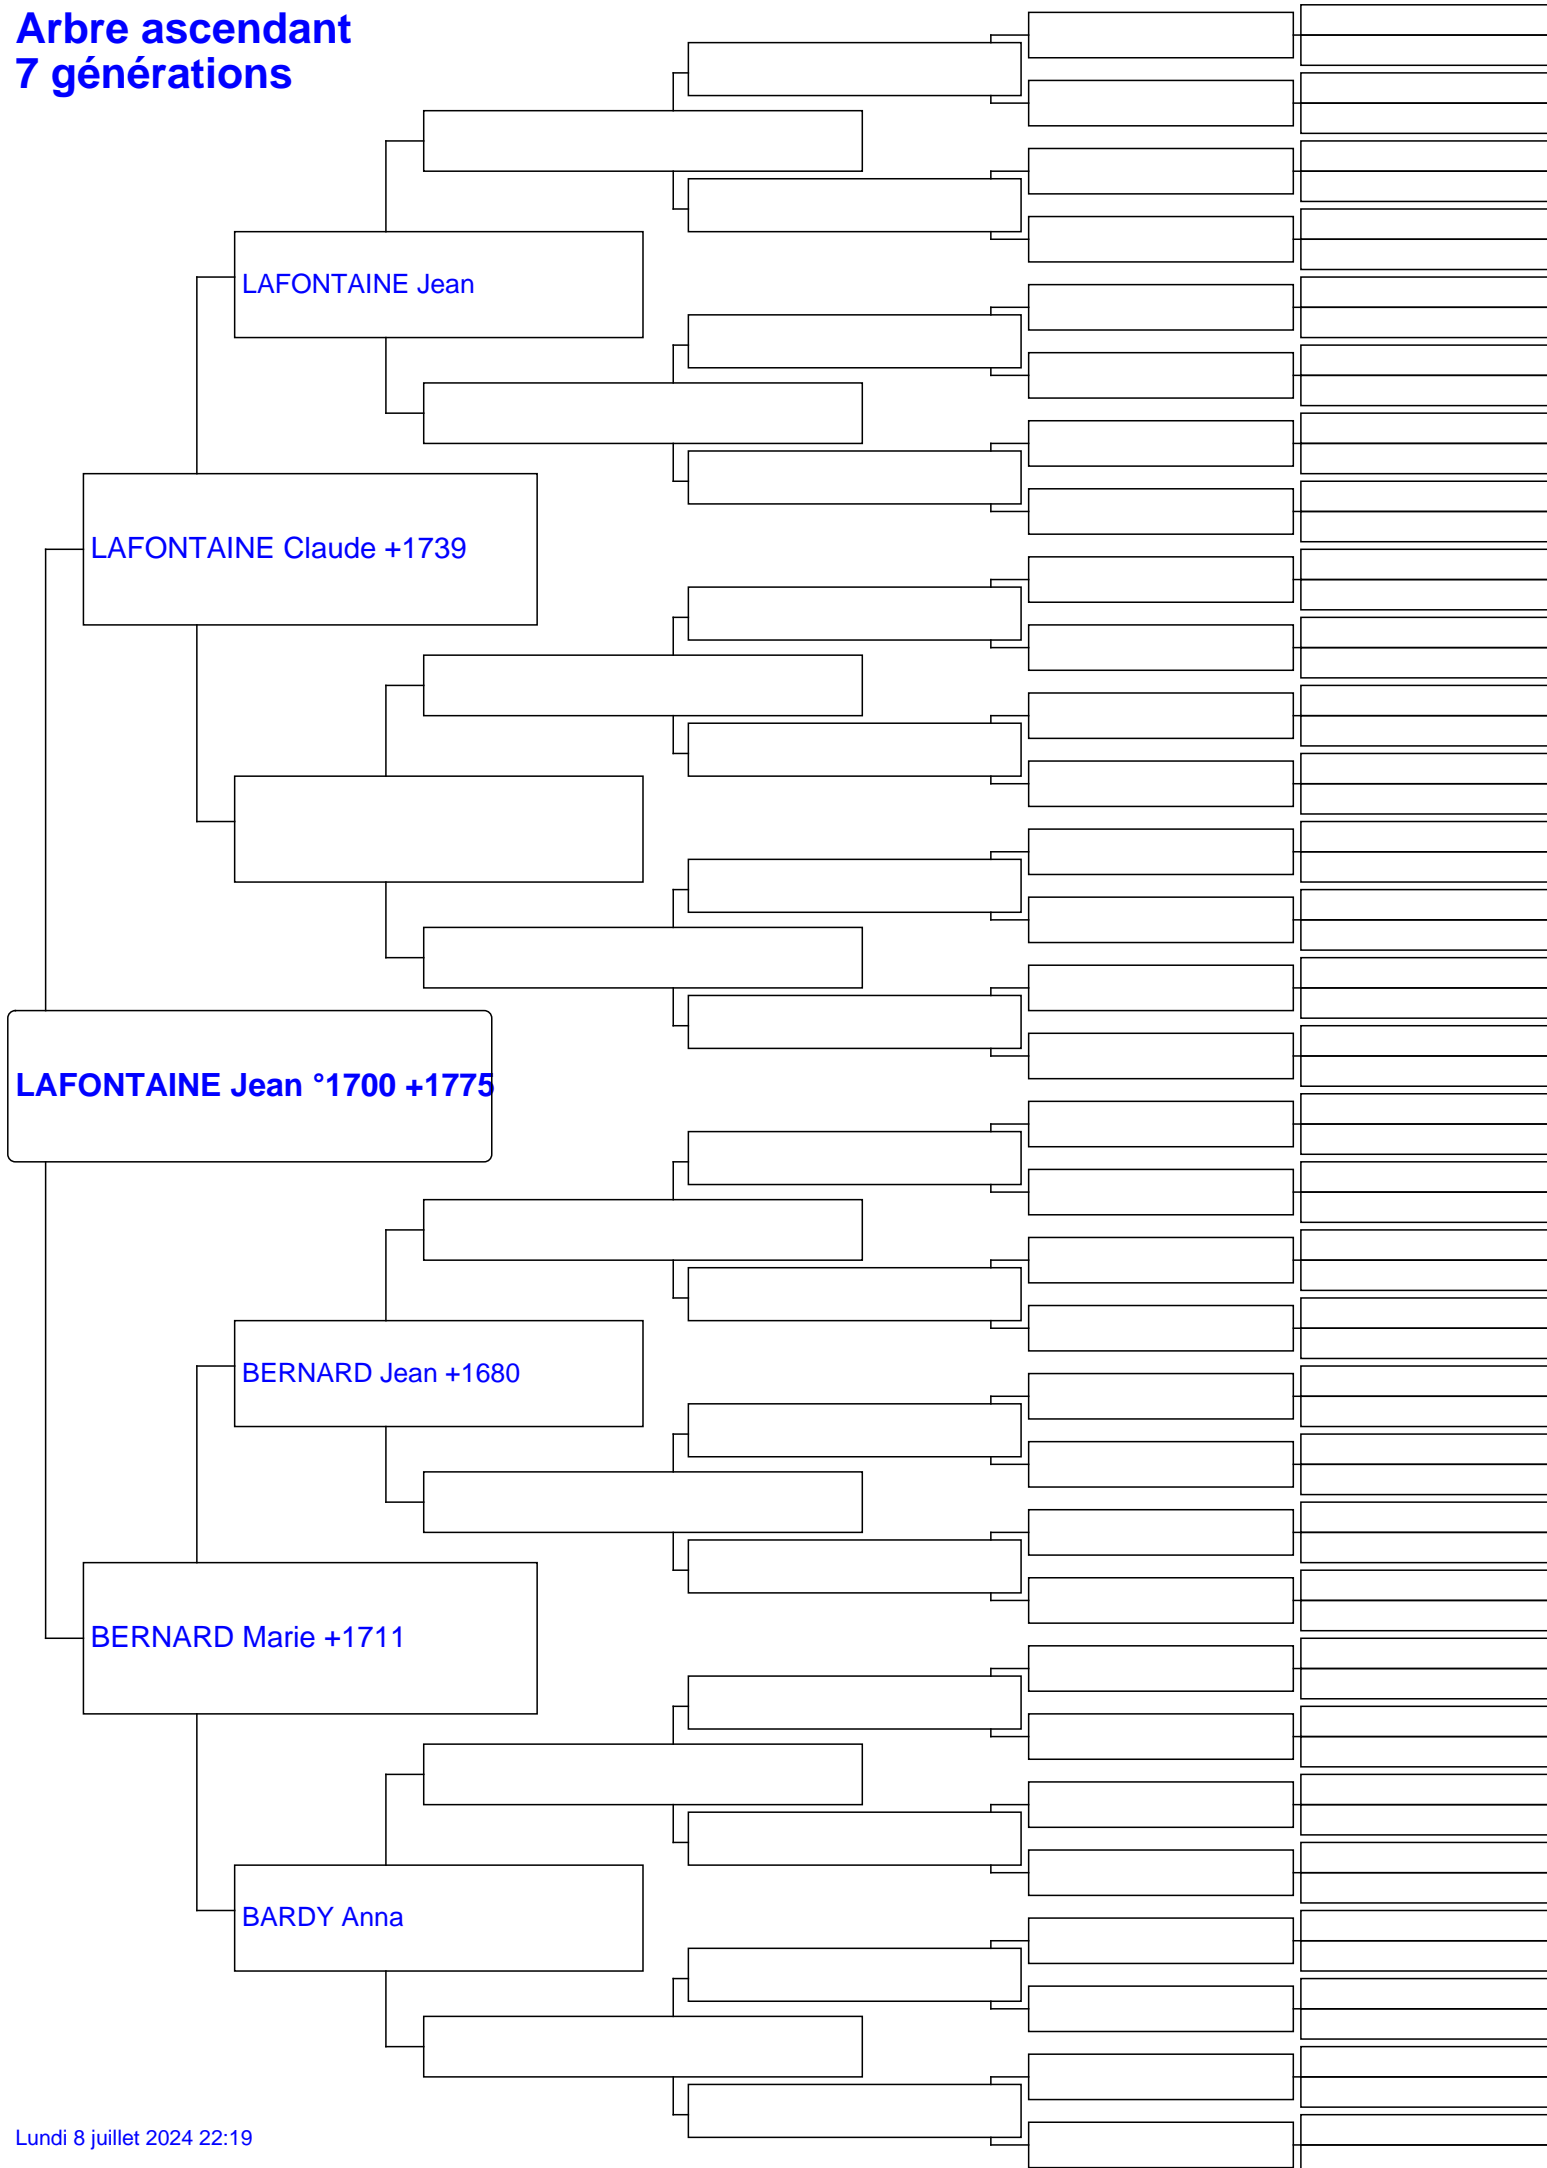 Arbre ascendant
7 générations
LAFONTAINE Jean
LAFONTAINE Claude +1739
LAFONTAINE Jean °1700 +1775
BERNARD Jean +1680
BERNARD Marie +1711
BARDY Anna
Lundi 8 juillet 2024 22:19